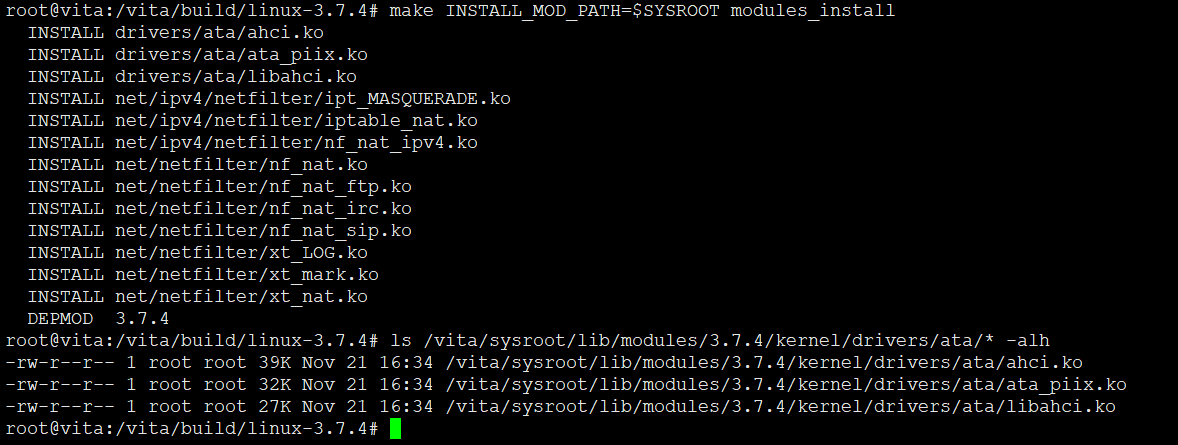 root@vita:/vita/build/linux-3.7.4# make INSTALL_MOD_PATH=$SYSROOT modules_install
  INSTALL drivers/ata/ahci.ko
  INSTALL drivers/ata/ata_piix.ko
  INSTALL drivers/ata/libahci.ko
  INSTALL net/ipv4/netfilter/ipt_MASQUERADE.ko
  INSTALL net/ipv4/netfilter/iptable_nat.ko
  INSTALL net/ipv4/netfilter/nf_nat_ipv4.ko
  INSTALL net/netfilter/nf_nat.ko
  INSTALL net/netfilter/nf_nat_ftp.ko
  INSTALL net/netfilter/nf_nat_irc.ko
  INSTALL net/netfilter/nf_nat_sip.ko
  INSTALL net/netfilter/xt_LOG.ko
  INSTALL net/netfilter/xt_mark.ko
  INSTALL net/netfilter/xt_nat.ko
  DEPMOD  3.7.4
root@vita:/vita/build/linux-3.7.4# ls /vita/sysroot/lib/modules/3.7.4/kernel/drivers/ata/* -alh
-rw-r--r-- 1 root root 39K Nov 21 16:34 /vita/sysroot/lib/modules/3.7.4/kernel/drivers/ata/ahci.ko
-rw-r--r-- 1 root root 32K Nov 21 16:34 /vita/sysroot/lib/modules/3.7.4/kernel/drivers/ata/ata_piix.ko
-rw-r--r-- 1 root root 27K Nov 21 16:34 /vita/sysroot/lib/modules/3.7.4/kernel/drivers/ata/libahci.ko
root@vita:/vita/build/linux-3.7.4#